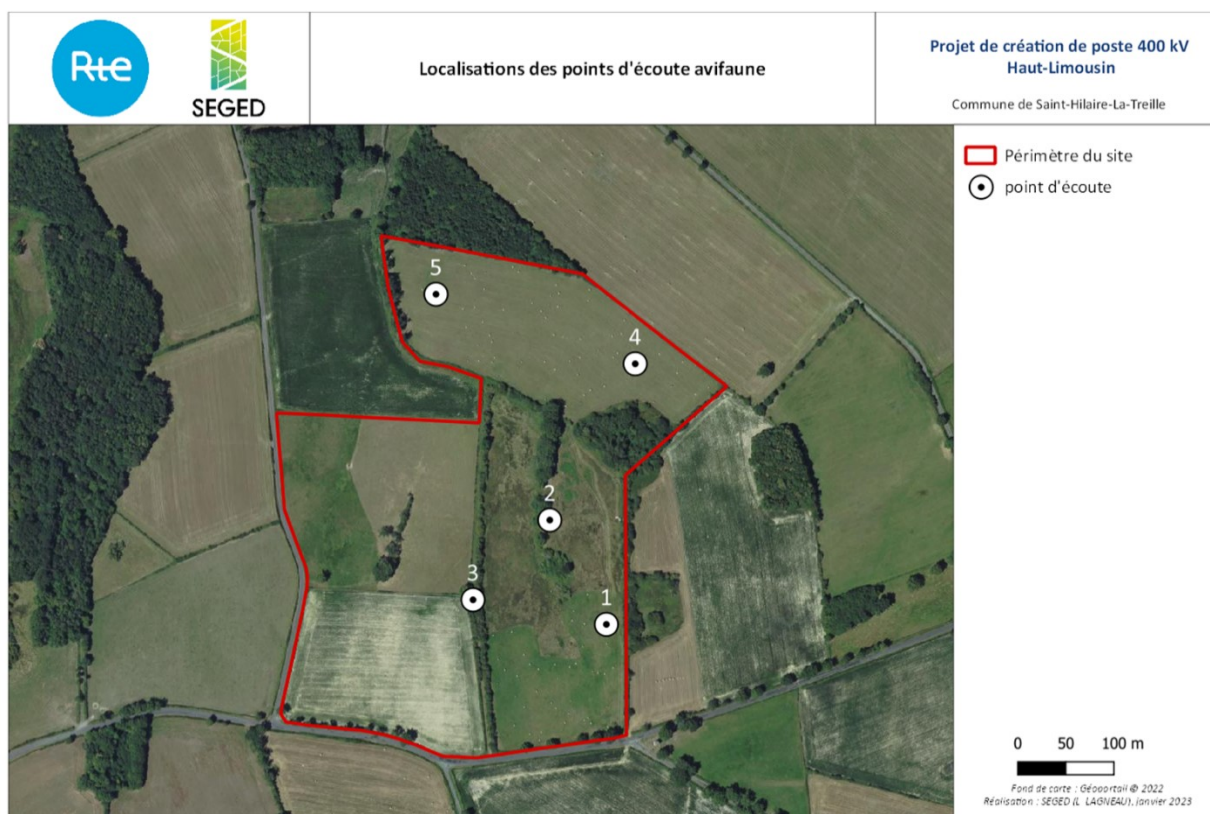 Rte
SEGED
Localisations des points d'écoute avifaune
Projet de création de poste 400 kV
Haut-Limousin
Commune de Saint-Hilaire-La-Treille
Périmètre du site
point d'écoute
5
4
2
3
1
0 50 100 m
Fond de carte : Géoportail © 2022
Réalisation : SEGED (L. LAGNEAU), janvier 2023